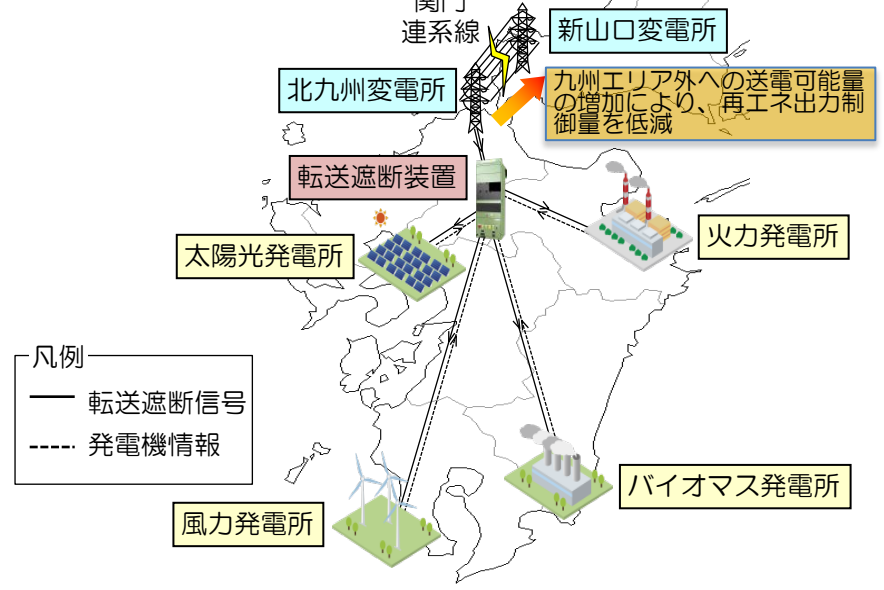 関門
連系線
新山口変電所
北九州変電所
九州エリア外への送電可能量
の増加により、再エネ出力制
御量を低減
転送遮断装置
太陽光発電所
火力発電所
凡例
転送遮断信号
発電機情報
バイオマス発電所
風力発電所